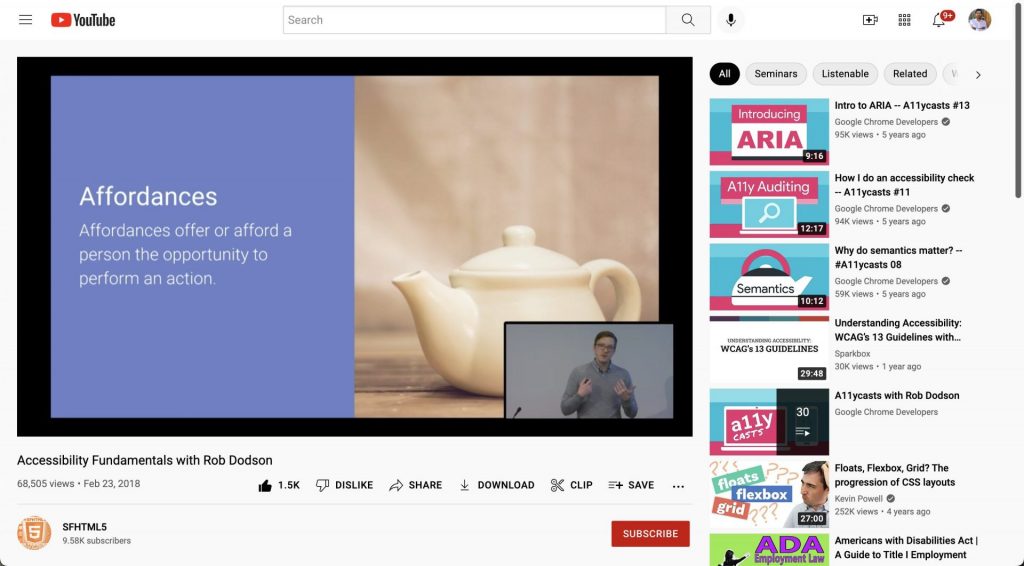 YouTube
Search
9+
Affordances
Affordances offer or afford a
person the opportunity to
perform an action.
Accessibility Fundamentals with Rob Dodson
68,505 views • Feb 23, 2018
1.5K
DISLIKE
SHARE
DOWNLOAD
CLIP
SAVE
SFHTML5
9.58K subscribers
SUBSCRIBE
All
Seminars
Listenable
Related
Introducing
ARIA
9:16
Intro to ARIA -- A11ycasts #13
Google Chrome Developers
95K views • 5 years ago
A11y Auditing
12:17
How I do an accessibility check
-- A11ycasts #11
Google Chrome Developers
94K views • 5 years ago
Semantics
10:12
Why do semantics matter? --
#A11ycasts 08
Google Chrome Developers
59K views • 5 years ago
UNDERSTANDING ACCESSIBILITY:
WCAG's 13 GUIDELINES
29:48
Understanding Accessibility:
WCAG's 13 Guidelines with...
Sparkbox
30K views • 1 year ago
a11y
CASTS
30
A11ycasts with Rob Dodson
Google Chrome Developers
floats
flexbox
grid
???
27:00
Floats, Flexbox, Grid? The
progression of CSS layouts
Kevin Powell
252K views • 4 years ago
ADA
Employment Law
Americans with Disabilities Act |
A Guide to Title I Employment